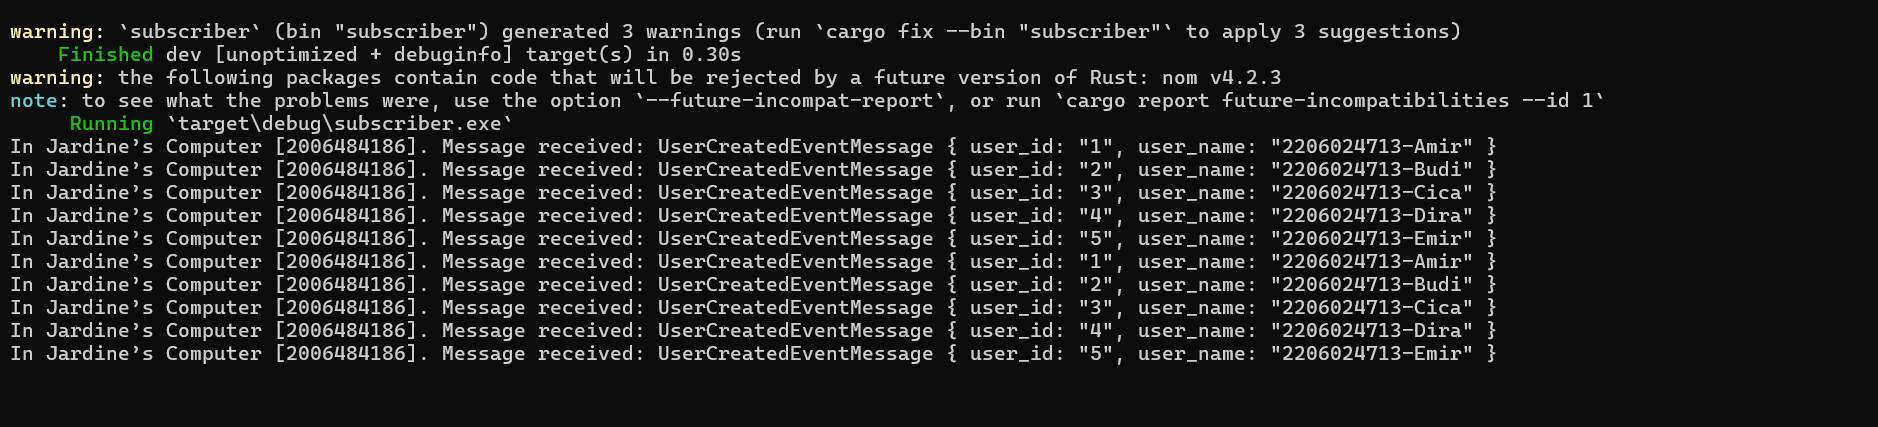 warning: `subscriber` (bin "subscriber") generated 3 warnings (run `cargo fix --bin "subscriber"` to apply 3 suggestions)
    Finished dev [unoptimized + debuginfo] target(s) in 0.30s
warning: the following packages contain code that will be rejected by a future version of Rust: nom v4.2.3
note: to see what the problems were, use the option `--future-incompat-report`, or run `cargo report future-incompatibilities --id 1`
     Running `target\debug\subscriber.exe`
In Jardine’s Computer [2006484186]. Message received: UserCreatedEventMessage { user_id: "1", user_name: "2206024713-Amir" }
In Jardine’s Computer [2006484186]. Message received: UserCreatedEventMessage { user_id: "2", user_name: "2206024713-Budi" }
In Jardine’s Computer [2006484186]. Message received: UserCreatedEventMessage { user_id: "3", user_name: "2206024713-Cica" }
In Jardine’s Computer [2006484186]. Message received: UserCreatedEventMessage { user_id: "4", user_name: "2206024713-Dira" }
In Jardine’s Computer [2006484186]. Message received: UserCreatedEventMessage { user_id: "5", user_name: "2206024713-Emir" }
In Jardine’s Computer [2006484186]. Message received: UserCreatedEventMessage { user_id: "1", user_name: "2206024713-Amir" }
In Jardine’s Computer [2006484186]. Message received: UserCreatedEventMessage { user_id: "2", user_name: "2206024713-Budi" }
In Jardine’s Computer [2006484186]. Message received: UserCreatedEventMessage { user_id: "3", user_name: "2206024713-Cica" }
In Jardine’s Computer [2006484186]. Message received: UserCreatedEventMessage { user_id: "4", user_name: "2206024713-Dira" }
In Jardine’s Computer [2006484186]. Message received: UserCreatedEventMessage { user_id: "5", user_name: "2206024713-Emir" }